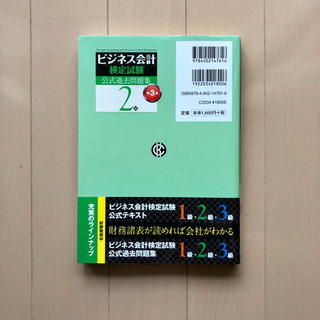 ビジネス会計
検定試験
公式過去問題集
2級
第3版
9784502147616
1922034018006
ISBN978-4-502-14761-6
C2034 ¥1800E
定価 本体1,800円+税
充実のラインナップ
ビジネス会計検定試験
公式テキスト
1級・2級・3級
財務諸表が読めれば会社がわかる
ビジネス会計検定試験
公式過去問題集
1級・2級・3級